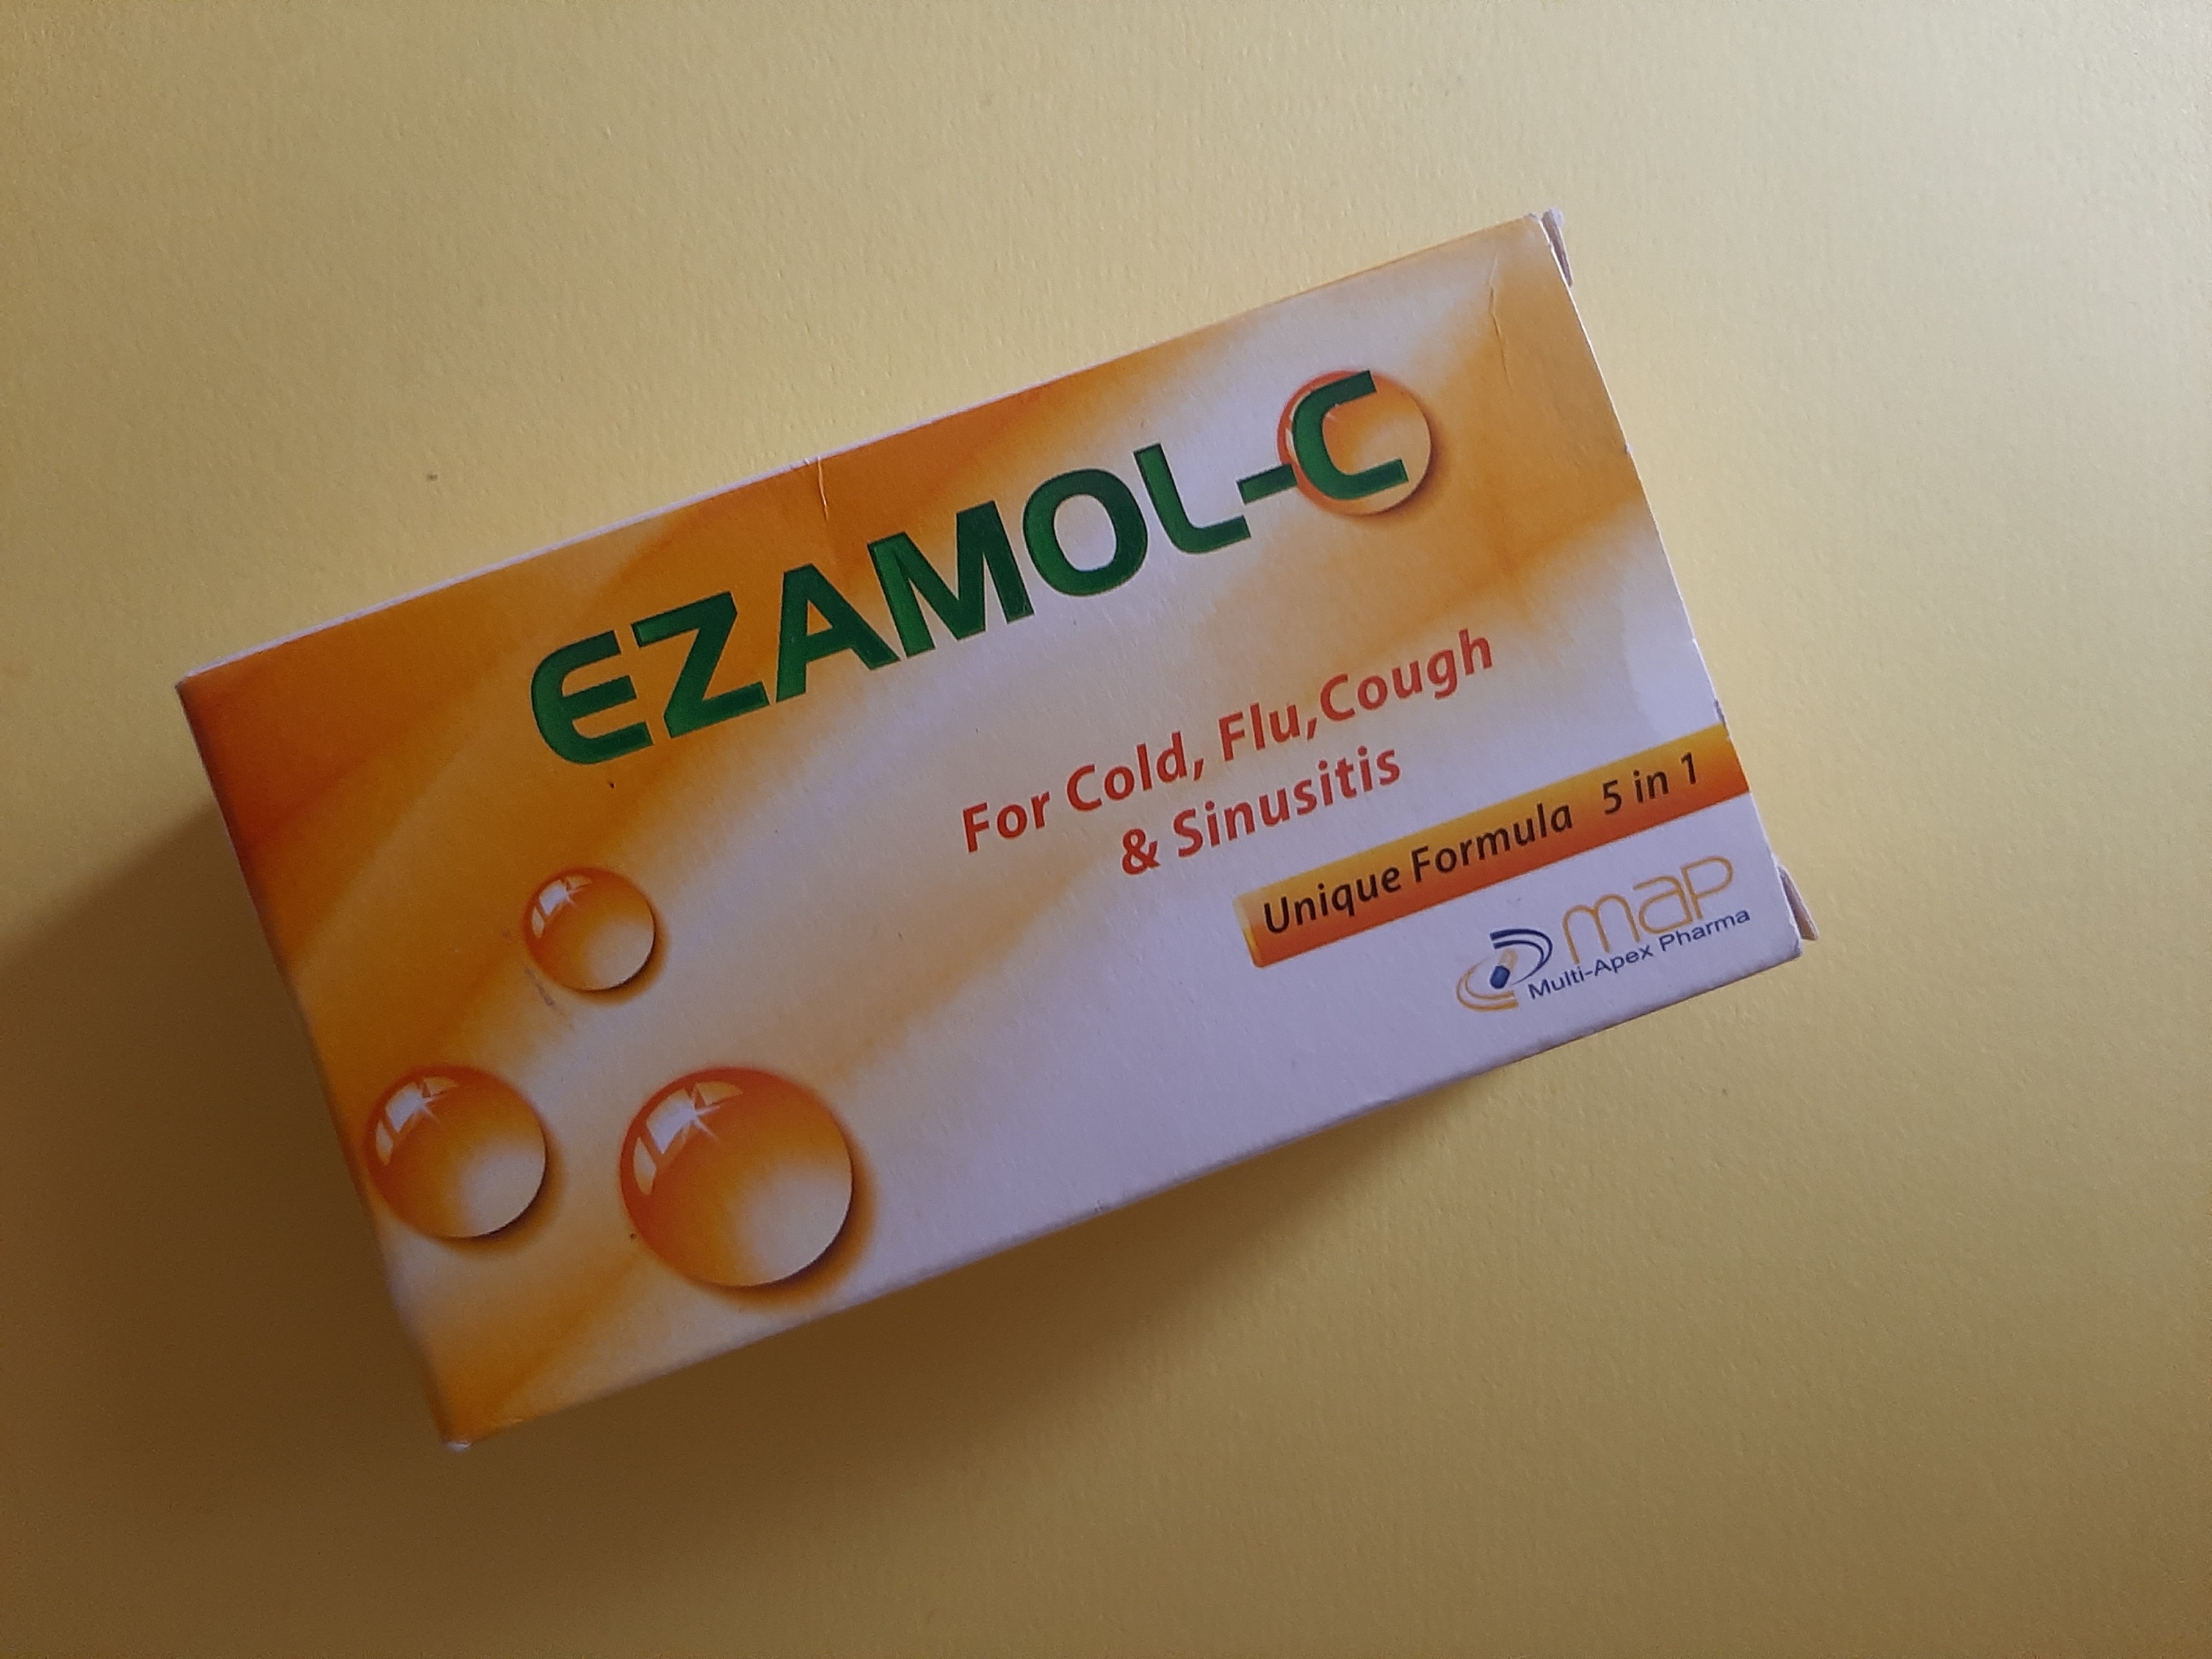 EZAMOL-C
For Cold, Flu,Cough
& Sinusitis
Unique Formula 5 in 1
map
Multi-Apex Pharma